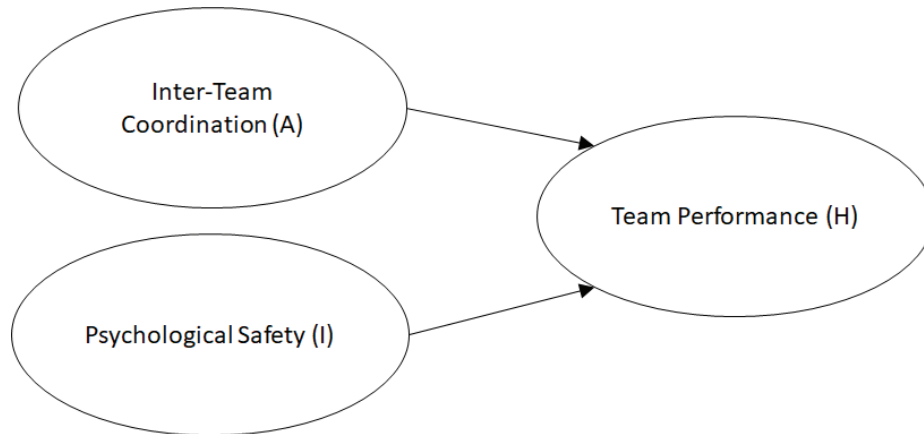 Inter-Team
Coordination (A)
Team Performance (H)
Psychological Safety (I)